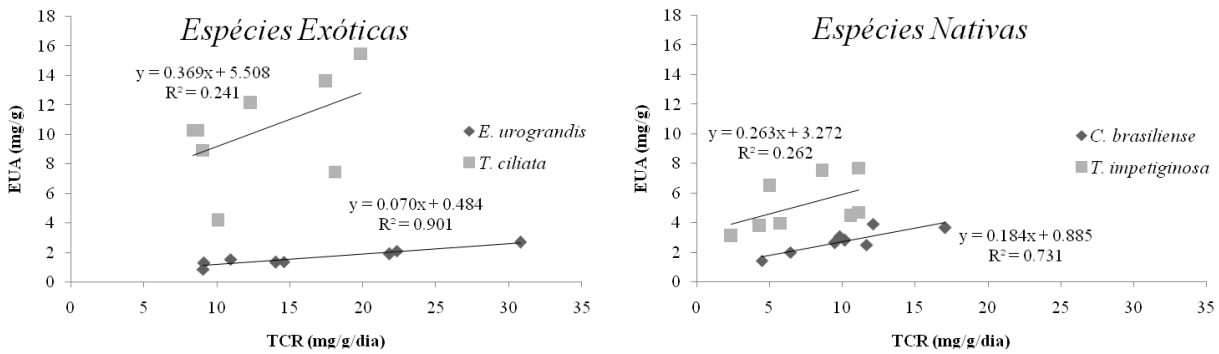 Espécies Exóticas
18
16
14
12
10
8
6
4
2
0
EUA (mg/g)
y = 0.369x + 5.508
R² = 0.241
y = 0.070x + 0.484
R² = 0.901
E. urograndis
T. ciliata
0 5 10 15 20 25 30 35
TCR (mg/g/dia)
Espécies Nativas
18
16
14
12
10
8
6
4
2
0
EUA (mg/g)
y = 0.263x + 3.272
R² = 0.262
y = 0.184x + 0.885
R² = 0.731
C. brasiliense
T. impetiginosa
0 5 10 15 20 25 30 35
TCR (mg/g/dia)